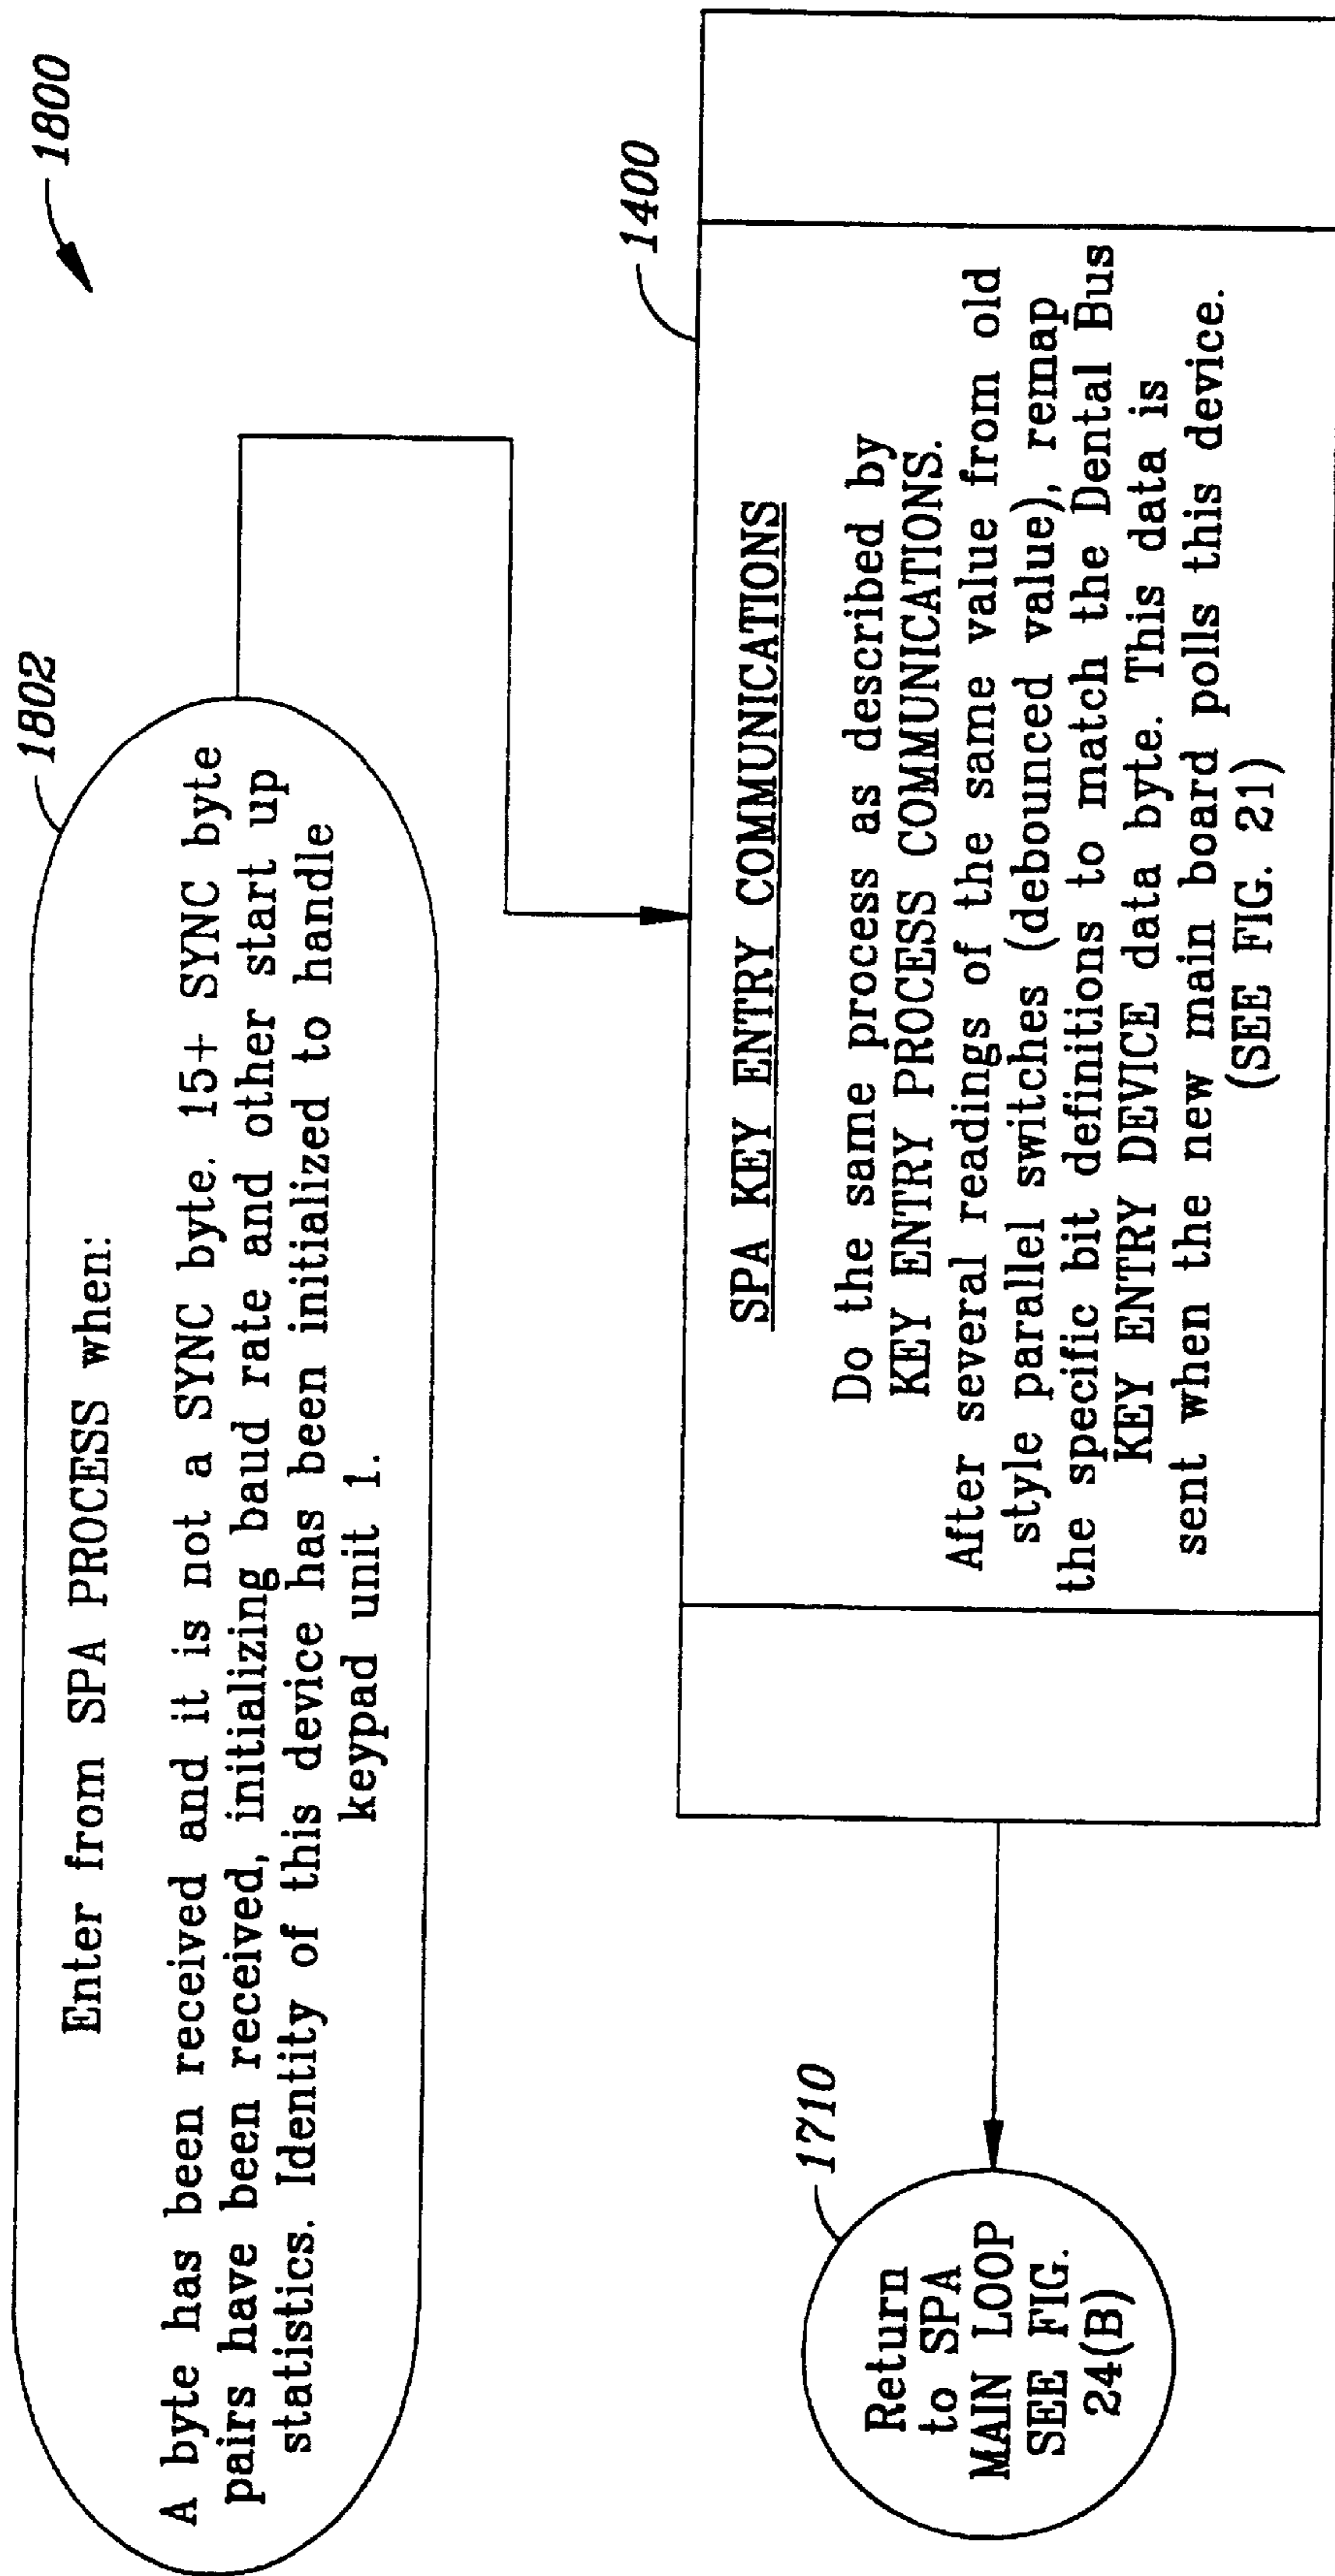 1800
1802
Enter from SPA PROCESS when:
A byte has been received and it is not a SYNC byte. 15+ SYNC byte
pairs have been received, initializing baud rate and other start up
statistics. Identity of this device has been initialized to handle
keypad unit 1.
1400
SPA KEY ENTRY COMMUNICATIONS
Do the same process as described by
KEY ENTRY PROCESS COMMUNICATIONS.
After several readings of the same value from old
style parallel switches (debounced value), remap
the specific bit definitions to match the Dental Bus
KEY ENTRY DEVICE data byte. This data is
sent when the new main board polls this device.
(SEE FIG. 21)
1710
Return
to SPA
MAIN LOOP
SEE FIG.
24(B)